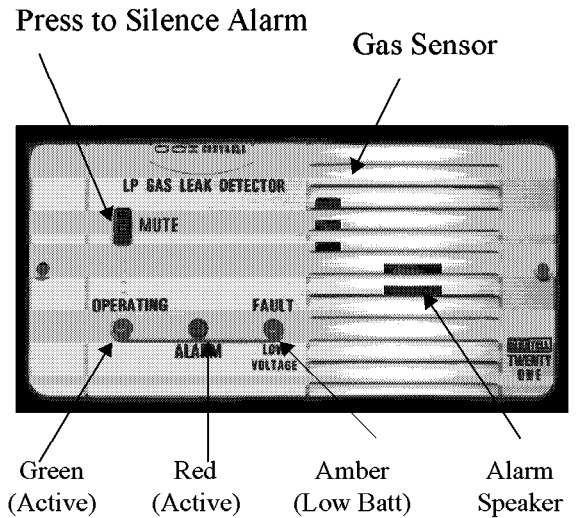 Press to Silence Alarm
Gas Sensor
LP GAS LEAK DETECTOR
MUTE
OPERATING
FAULT
ALARM
LOW
VOLTAGE
TWENTY
ONE
Green
(Active)
Red
(Active)
Amber
(Low Batt)
Alarm
Speaker